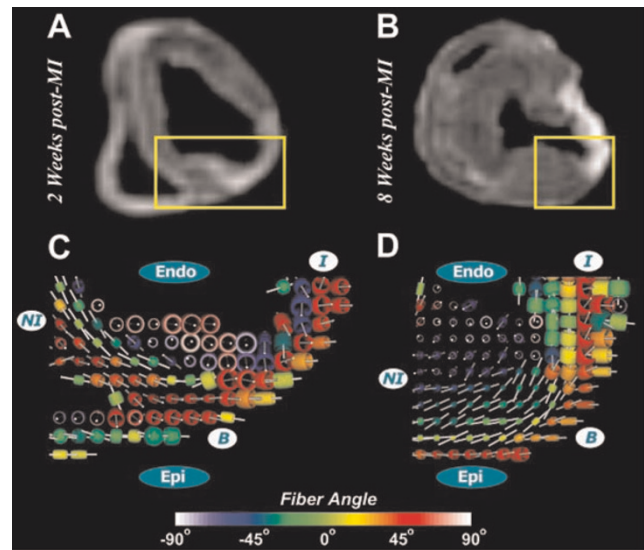 A
B
2 Weeks post-MI
8 Weeks post-MI
C
D
I
I
Endo
Endo
NI
NI
B
B
Epi
Epi
Fiber Angle
-90° -45° 0° 45° 90°